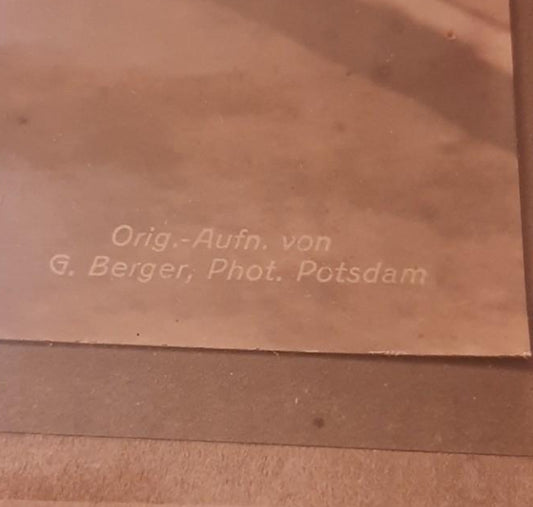 Orig.-Aufn. von
G. Berger, Phot. Potsdam